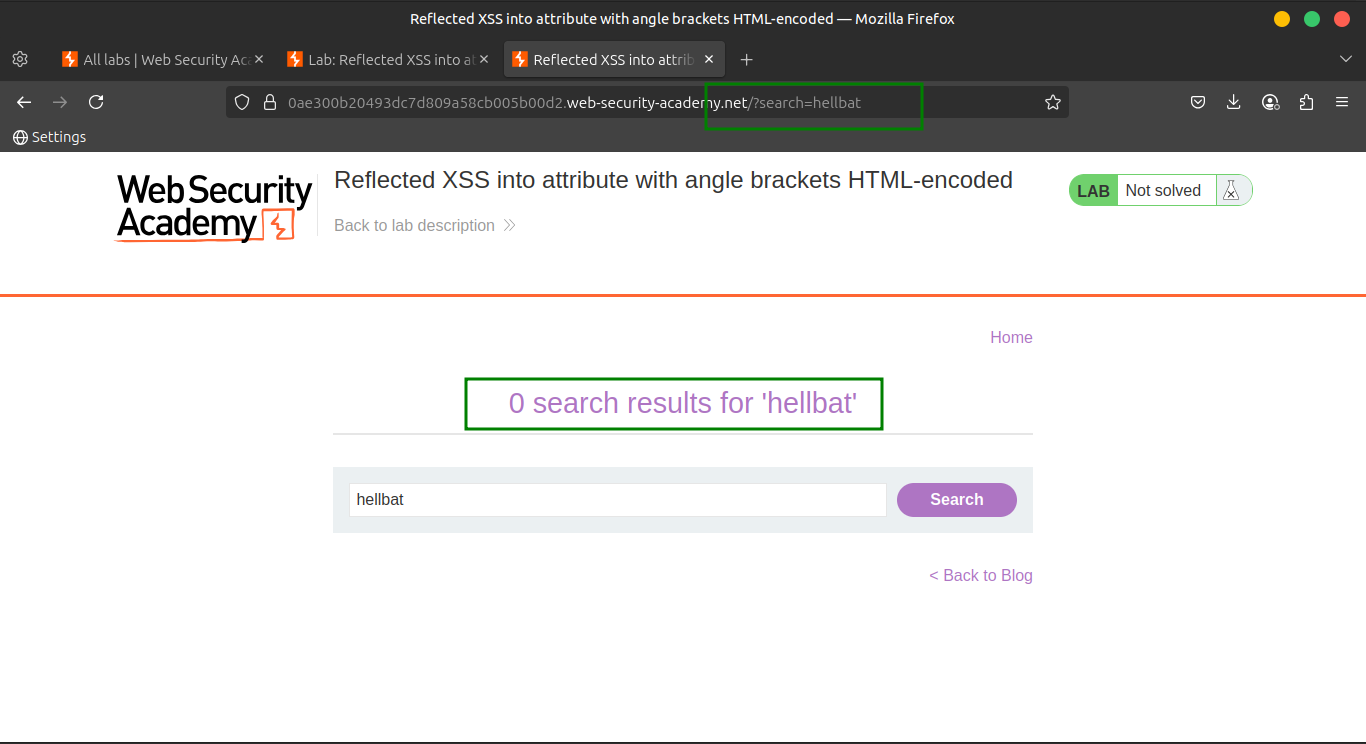 Reflected XSS into attribute with angle brackets HTML-encoded — Mozilla Firefox
All labs | Web Security Ac
Lab: Reflected XSS into at
Reflected XSS into attrib
0ae300b20493dc7d809a58cb005b00d2.web-security-academy.net/?search=hellbat
Settings
Web Security
Academy
Reflected XSS into attribute with angle brackets HTML-encoded
Back to lab description
LAB Not solved
Home
0 search results for 'hellbat'
hellbat
Search
< Back to Blog